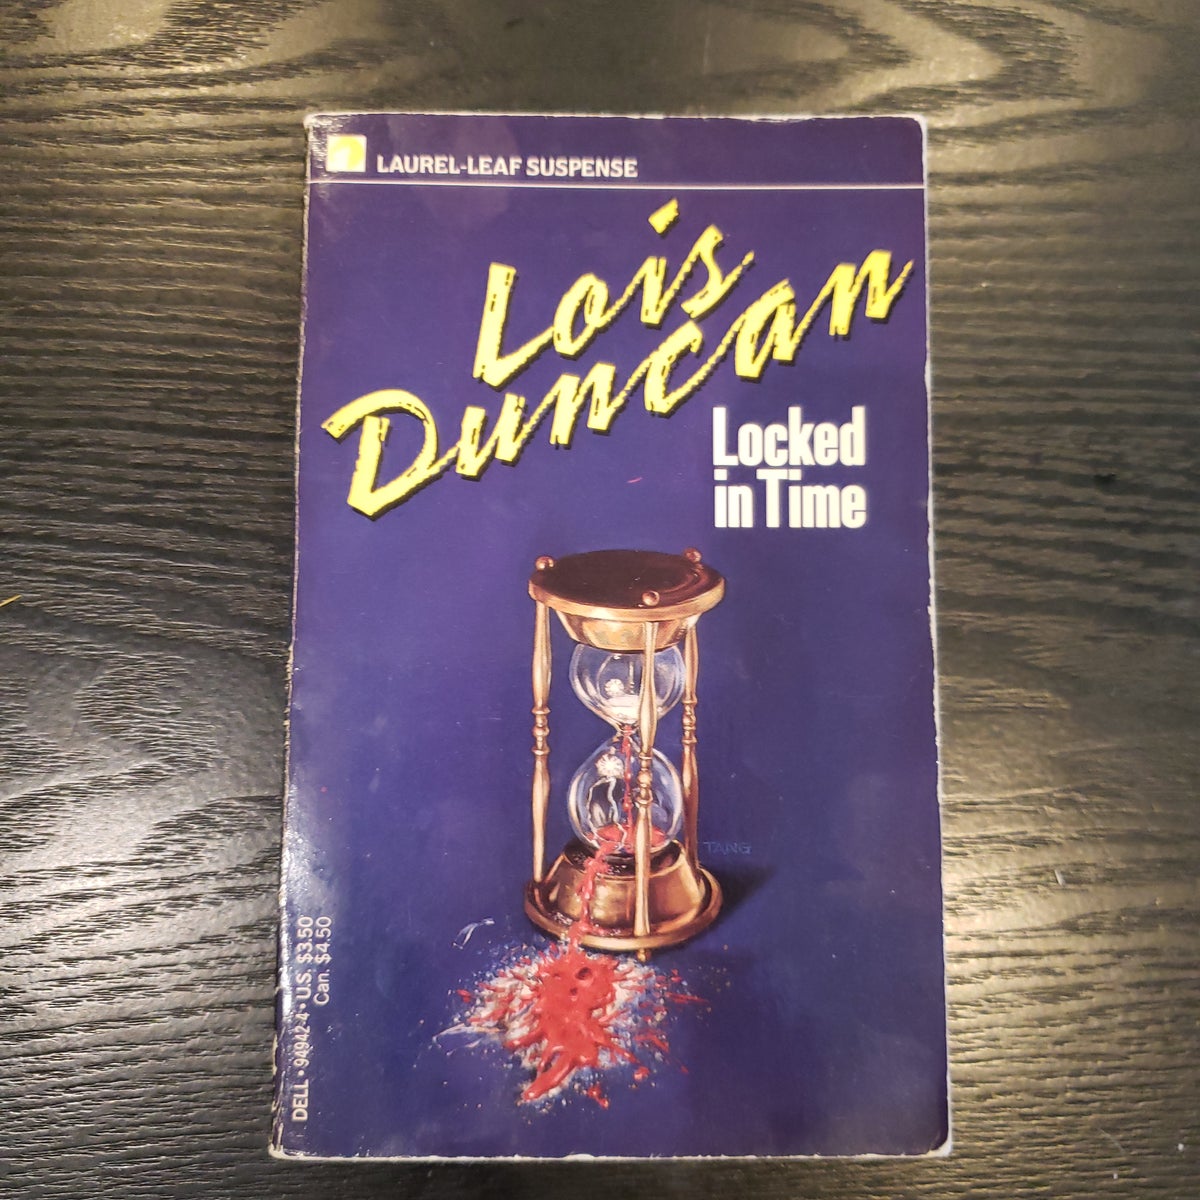 LAUREL-LEAF SUSPENSE
Lois
Duncan
Locked
in Time
TANG
DELL • 94942-4 • U.S. $3.50
Can. $4.50